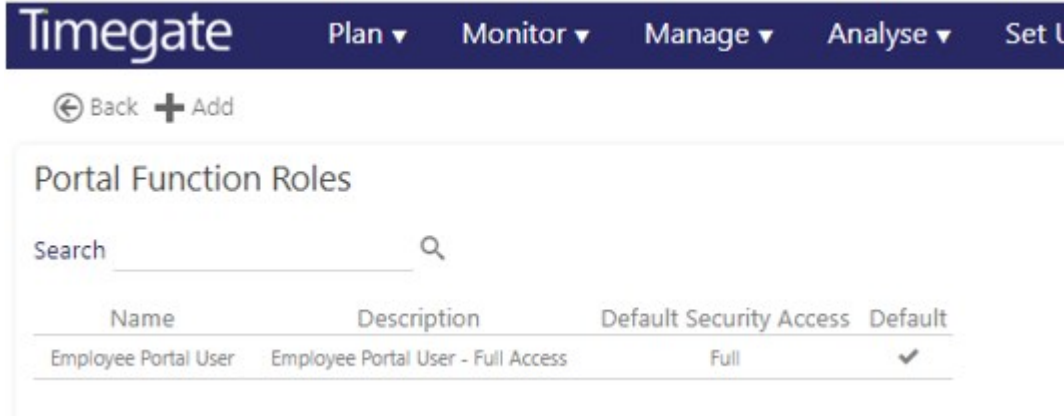 Timegate Plan ▾ Monitor ▾ Manage ▾ Analyse ▾ Set
Back Add
Portal Function Roles
Search
Name Description Default Security Access Default
Employee Portal User Employee Portal User - Full Access Full ✔